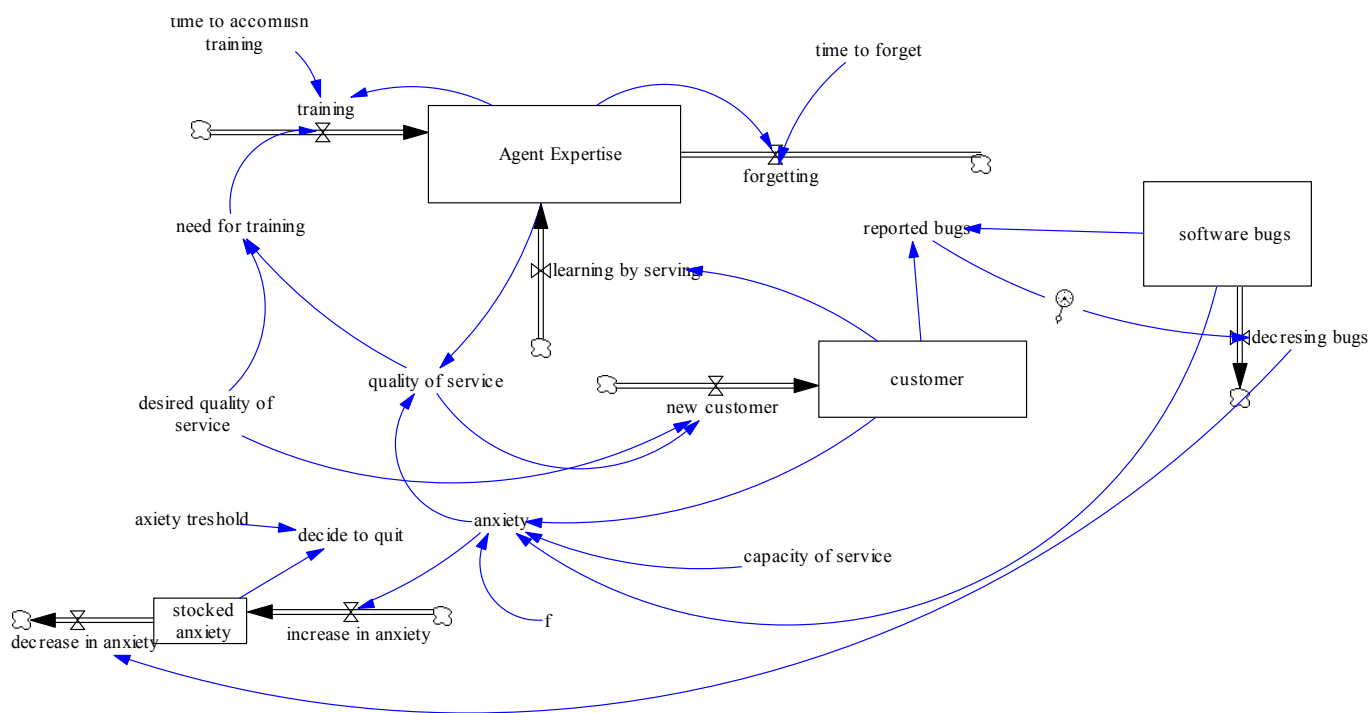 time to accomlish
training
time to forget
training
Agent Expertise
forgetting
need for training
reported bugs
software bugs
learning by serving
decresing bugs
quality of service
customer
desired quality of
service
new customer
axiety treshold
decide to quit
anxiety
capacity of service
stocked
anxiety
decrease in anxiety
increase in anxiety
f